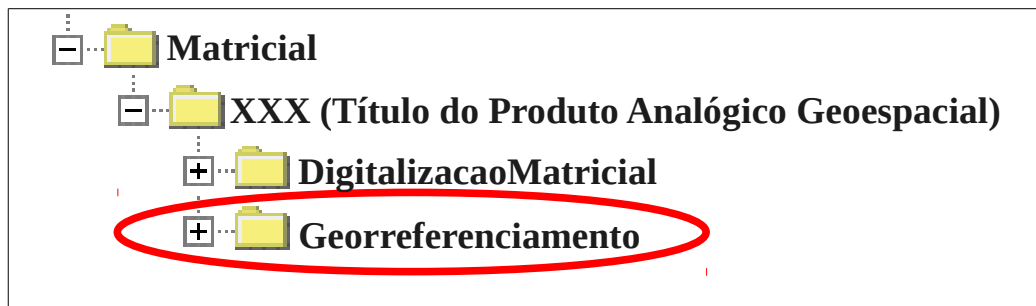 Matricial
XXX (Título do Produto Analógico Geoespacial)
DigitalizacaoMatricial
Georreferenciamento